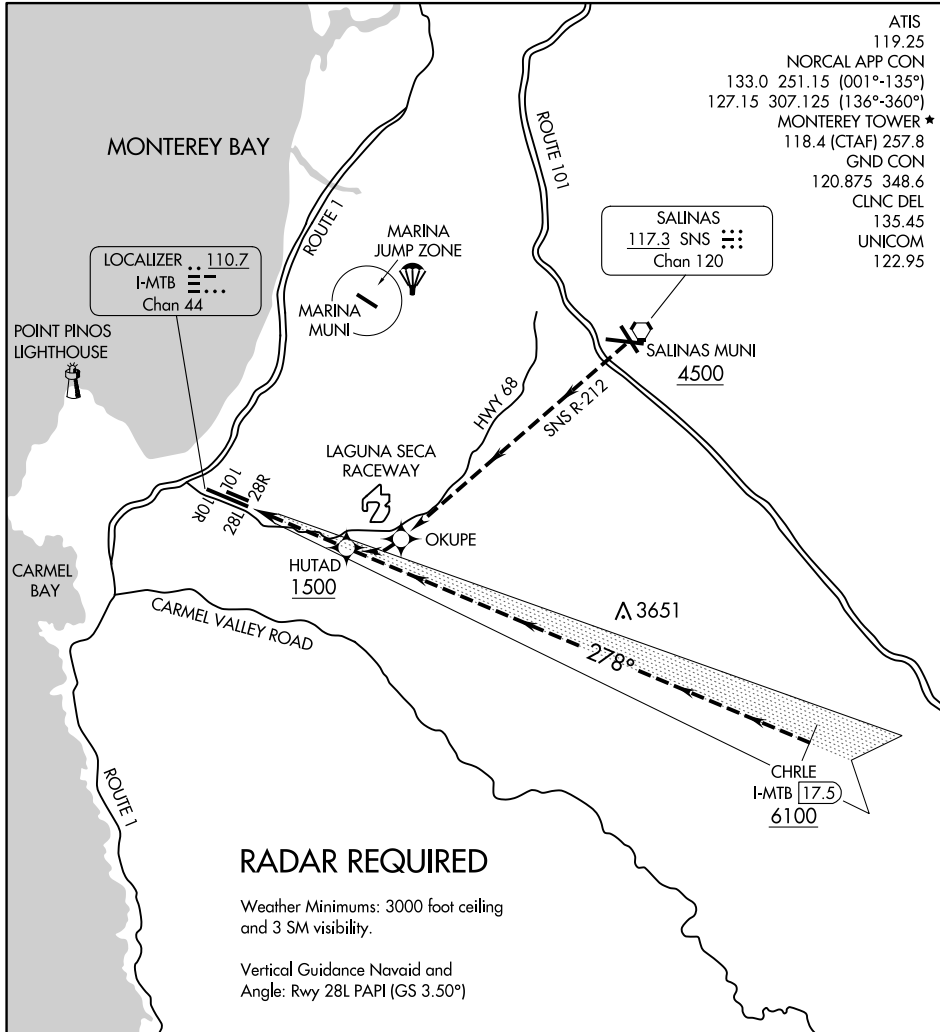 ATIS
119.25
NORCAL APP CON
133.0 251.15 (001°-135°)
127.15 307.125 (136°-360°)
MONTEREY TOWER ★
118.4 (CTAF) 257.8
GND CON
120.875 348.6
CLNC DEL
135.45
UNICOM
122.95
MONTEREY BAY
ROUTE 1
ROUTE 101
SALINAS
117.3 SNS
Chan 120
MARINA
JUMP ZONE
MARINA
MUNI
LOCALIZER 110.7
I-MTB
Chan 44
POINT PINOS
LIGHTHOUSE
SALINAS MUNI
4500
HWY 68
SNS R-212
LAGUNA SECA
RACEWAY
10L
28R
10R
28L
OKUPE
HUTAD
1500
CARMEL
BAY
CARMEL VALLEY ROAD
3651
278°
CHRLE
I-MTB 17.5
6100
ROUTE 1
RADAR REQUIRED
Weather Minimums: 3000 foot ceiling
and 3 SM visibility.
Vertical Guidance Navaid and
Angle: Rwy 28L PAPI (GS 3.50°)